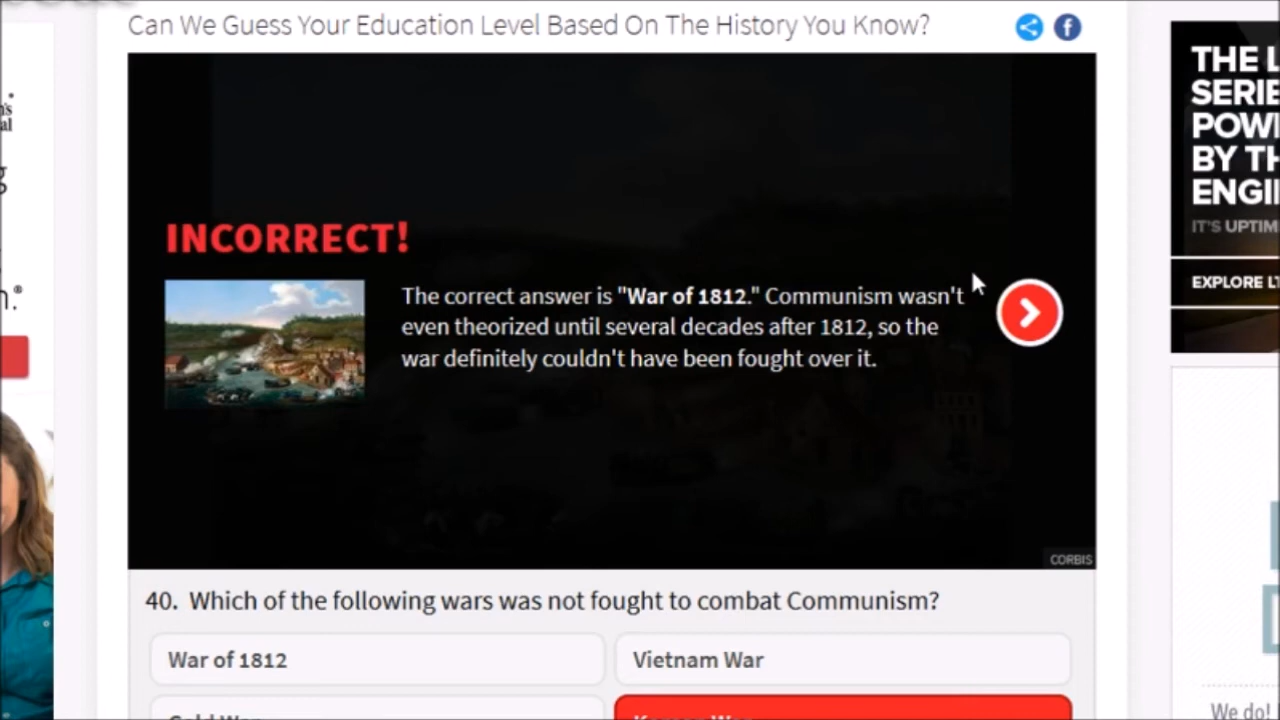 Can We Guess Your Education Level Based On The History You Know?
THE L
SERIE
POWE
BY TH
ENGI
IT'S UPTIM
EXPLORE LT
INCORRECT!
The correct answer is "War of 1812." Communism wasn't
even theorized until several decades after 1812, so the
war definitely couldn't have been fought over it.
CORBIS
40. Which of the following wars was not fought to combat Communism?
War of 1812
Vietnam War
We do!